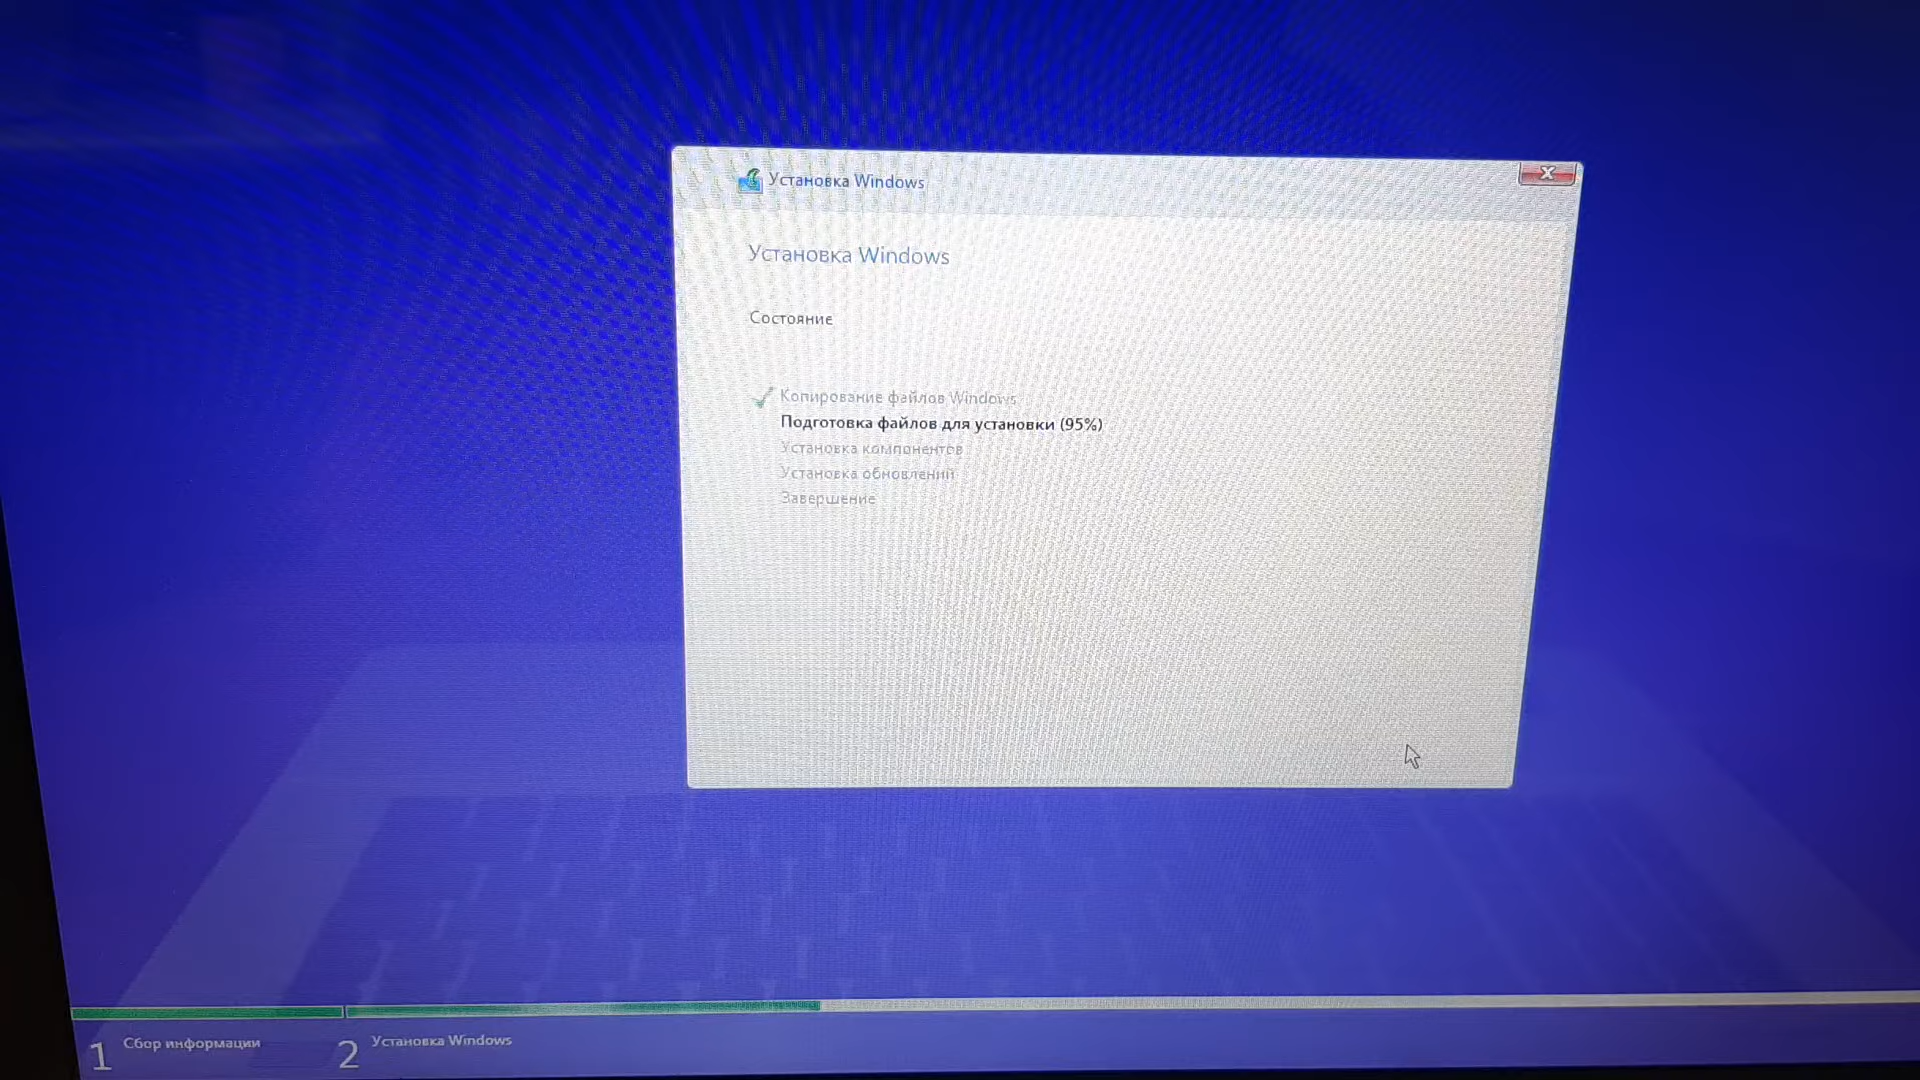 Установка Windows
Установка Windows
Состояние
Копирование файлов Windows
Подготовка файлов для установки (95%)
Установка компонентов
Установка обновлений
Завершение
1 Сбор информации
2 Установка Windows